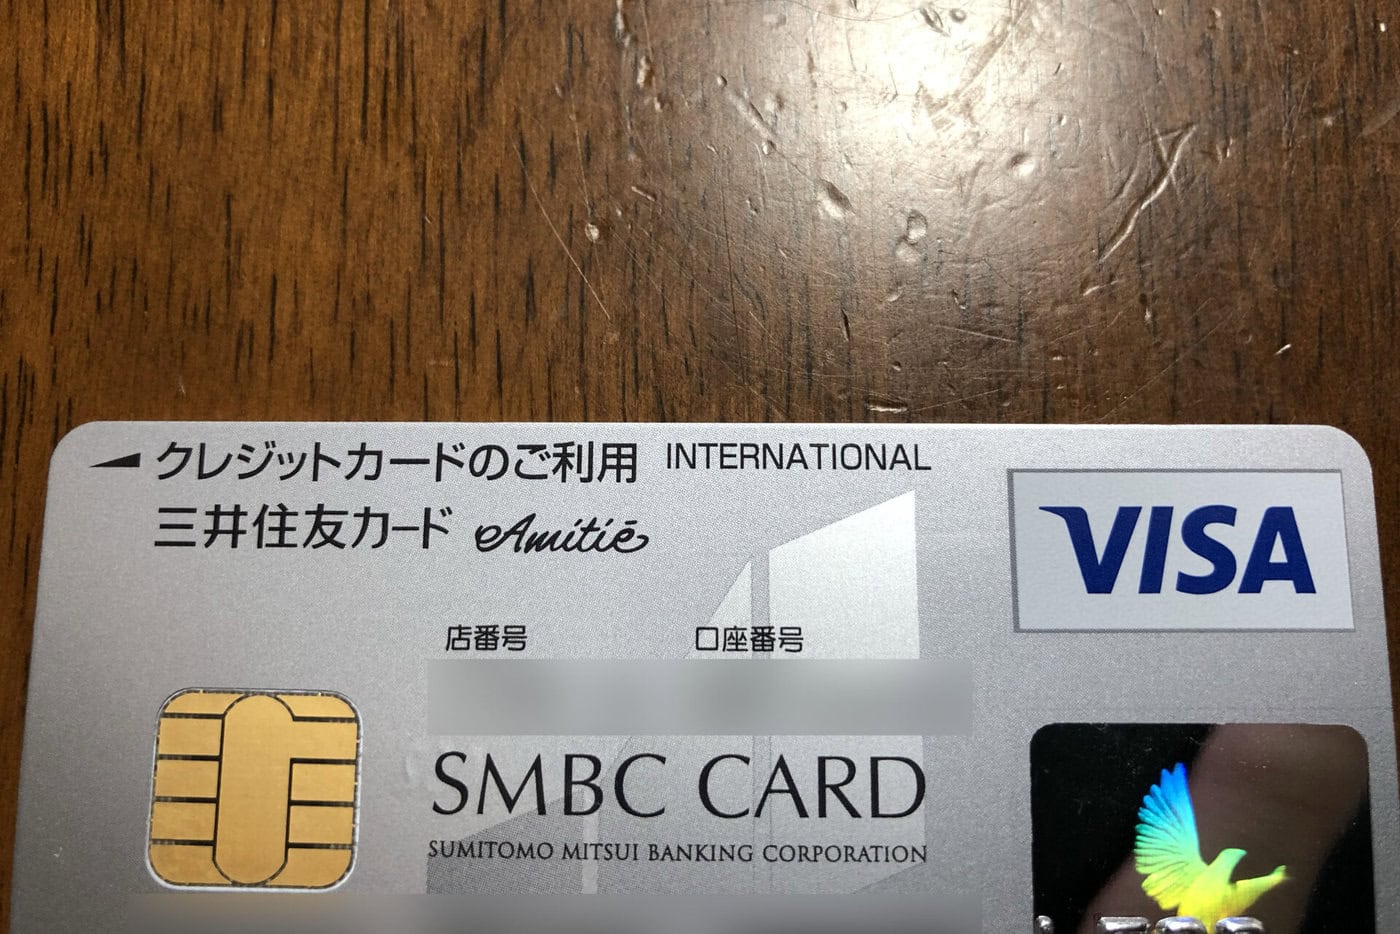 クレジットカードのご利用 INTERNATIONAL
三井住友カード Amitié
VISA
店番号 口座番号
SMBC CARD
SUMITOMO MITSUI BANKING CORPORATION